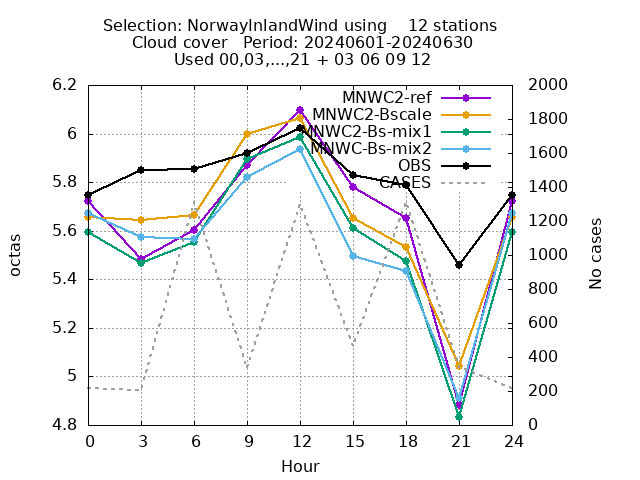 Selection: NorwayInlandWind using    12 stations
Cloud cover   Period: 20240601-20240630
Used 00,03,...,21 + 03 06 09 12
6.2
6
5.8
5.6
5.4
5.2
5
4.8
octas
2000
1800
1600
1400
1200
1000
800
600
400
200
0
No cases
MNWC2-ref
MNWC2-Bscale
MNWC2-Bs-mix1
MNWC-Bs-mix2
OBS
CASES
0 3 6 9 12 15 18 21 24
Hour